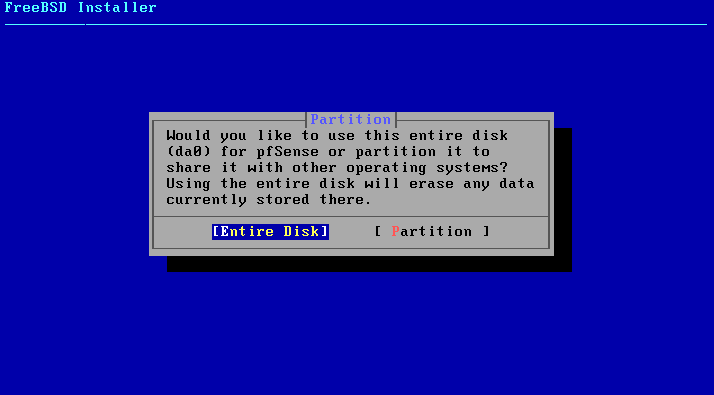 FreeBSD Installer
Partition
Would you like to use this entire disk
(da0) for pfSense or partition it to
share it with other operating systems?
Using the entire disk will erase any data
currently stored there.
[Entire Disk] [ Partition ]